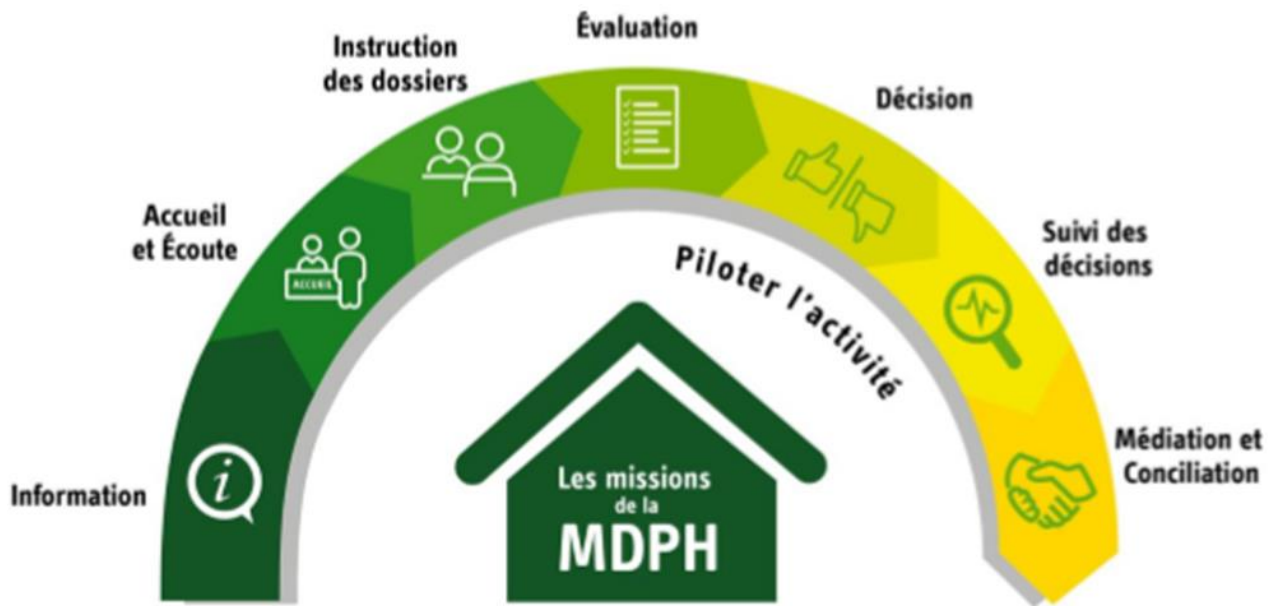 Information
Accueil
et Écoute
ACCUEIL
Instruction
des dossiers
Évaluation
Décision
Suivi des
décisions
Médiation et
Conciliation
Piloter l'activité
i
Les missions
de la
MDPH